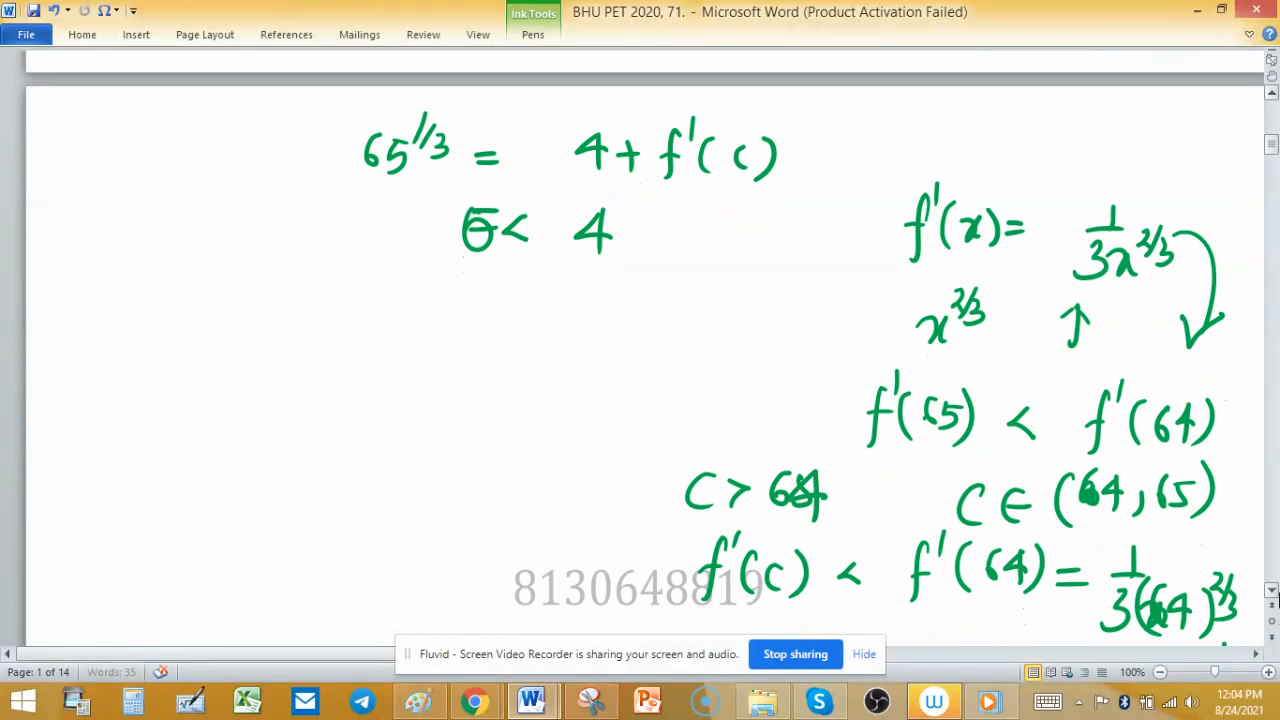 Ink Tools
BHU PET 2020, 71. - Microsoft Word (Product Activation Failed)
File Home Insert Page Layout References Mailings Review View Pens
65^{1/3} = 4 + f'(c)
< 4
f'(x) = 1/3x^{2/3}
x^{2/3} ↑
f'(65) < f'(64)
C > 64 C ∈ (64, 65)
f'(c) < f'(64) = 1/3(64)^{2/3}
8130648819
Fluvid - Screen Video Recorder is sharing your screen and audio. Stop sharing Hide
Page: 1 of 14 Words: 35 100%
12:04 PM
8/24/2021